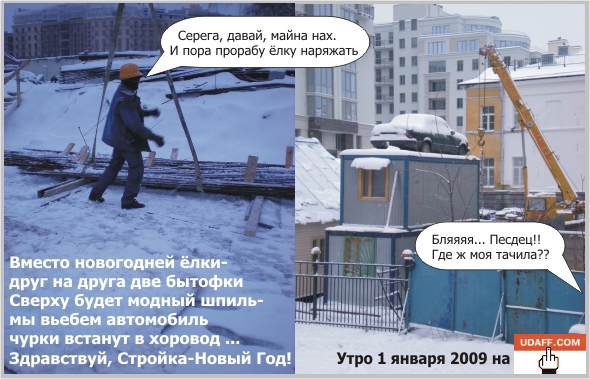 Серега, давай, майна нах.
И пора прорабу ёлку наряжать
Вместо новогодней ёлки-
друг на друга две бытофки
Сверху будет модный шпиль-
мы вьебем автомобиль
чурки встанут в хоровод ...
Здравствуй, Стройка-Новый Год!
Бляяяя... Песдец!!
Где ж моя тачила??
Утро 1 января 2009 на
UDAFF.COM